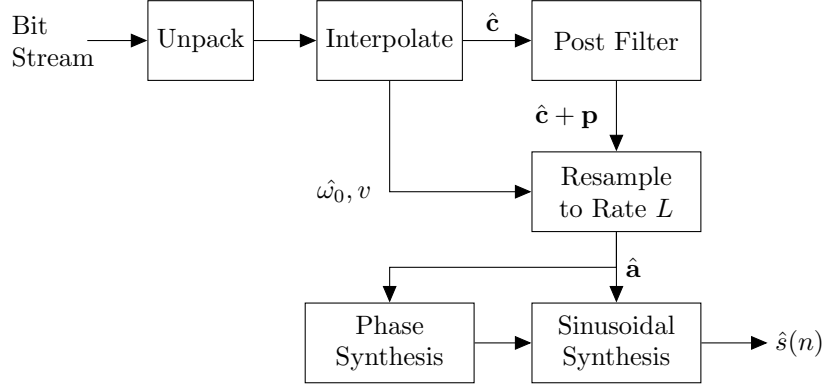 Bit
Stream
Unpack
Interpolate
ĉ
Post Filter
ĉ + p
ω̂₀, v
Resample
to Rate L
â
Phase
Synthesis
Sinusoidal
Synthesis
ŝ(n)